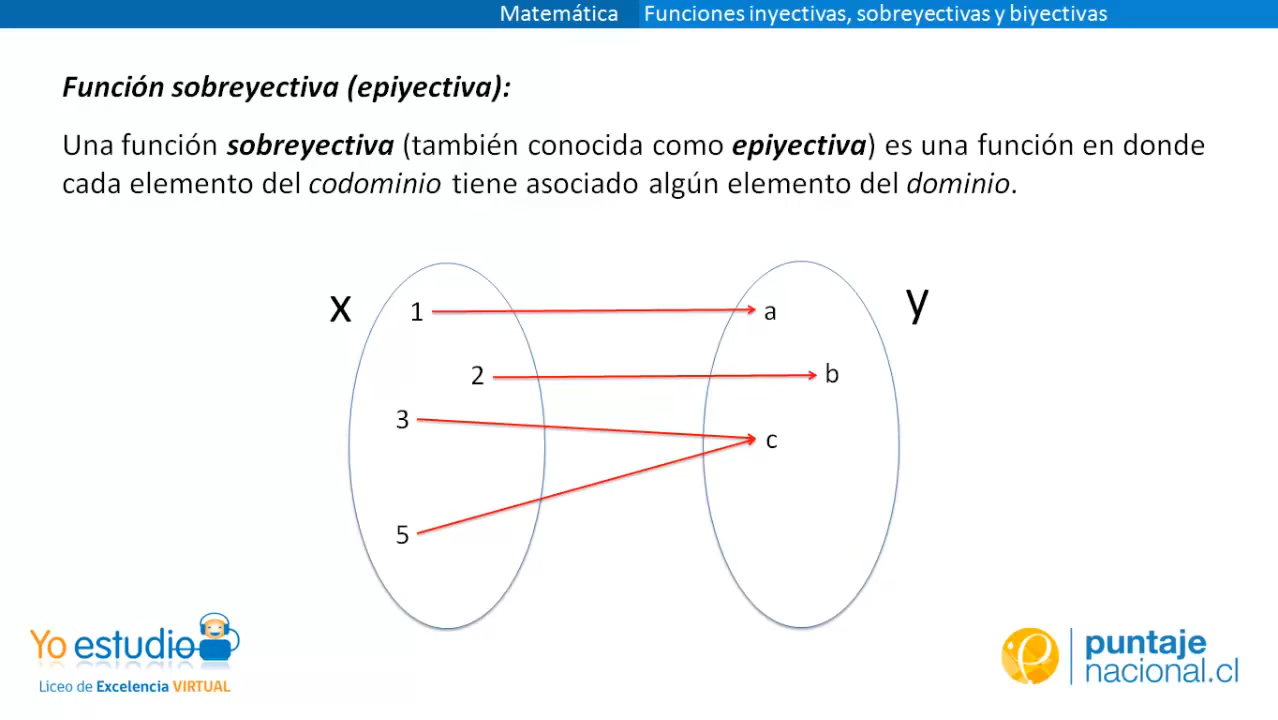 Matemática Funciones inyectivas, sobreyectivas y biyectivas
Función sobreyectiva (epiyectiva):
Una función sobreyectiva (también conocida como epiyectiva) es una función en donde
cada elemento del codominio tiene asociado algún elemento del dominio.
x
y
1
a
2
b
3
c
5
Yo estudio
Liceo de Excelencia VIRTUAL
puntaje
nacional.cl